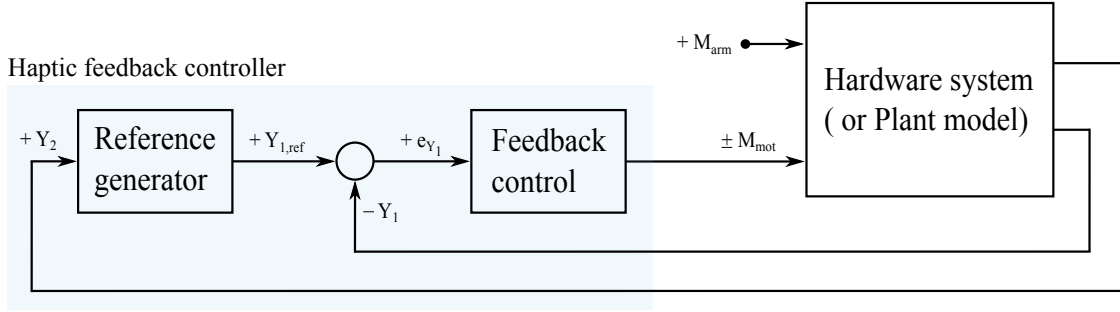 + M_arm
Haptic feedback controller
Hardware system
( or Plant model)
+ Y_2
Reference
generator
+ Y_1,ref
+ e_Y_1
Feedback
control
± M_mot
− Y_1